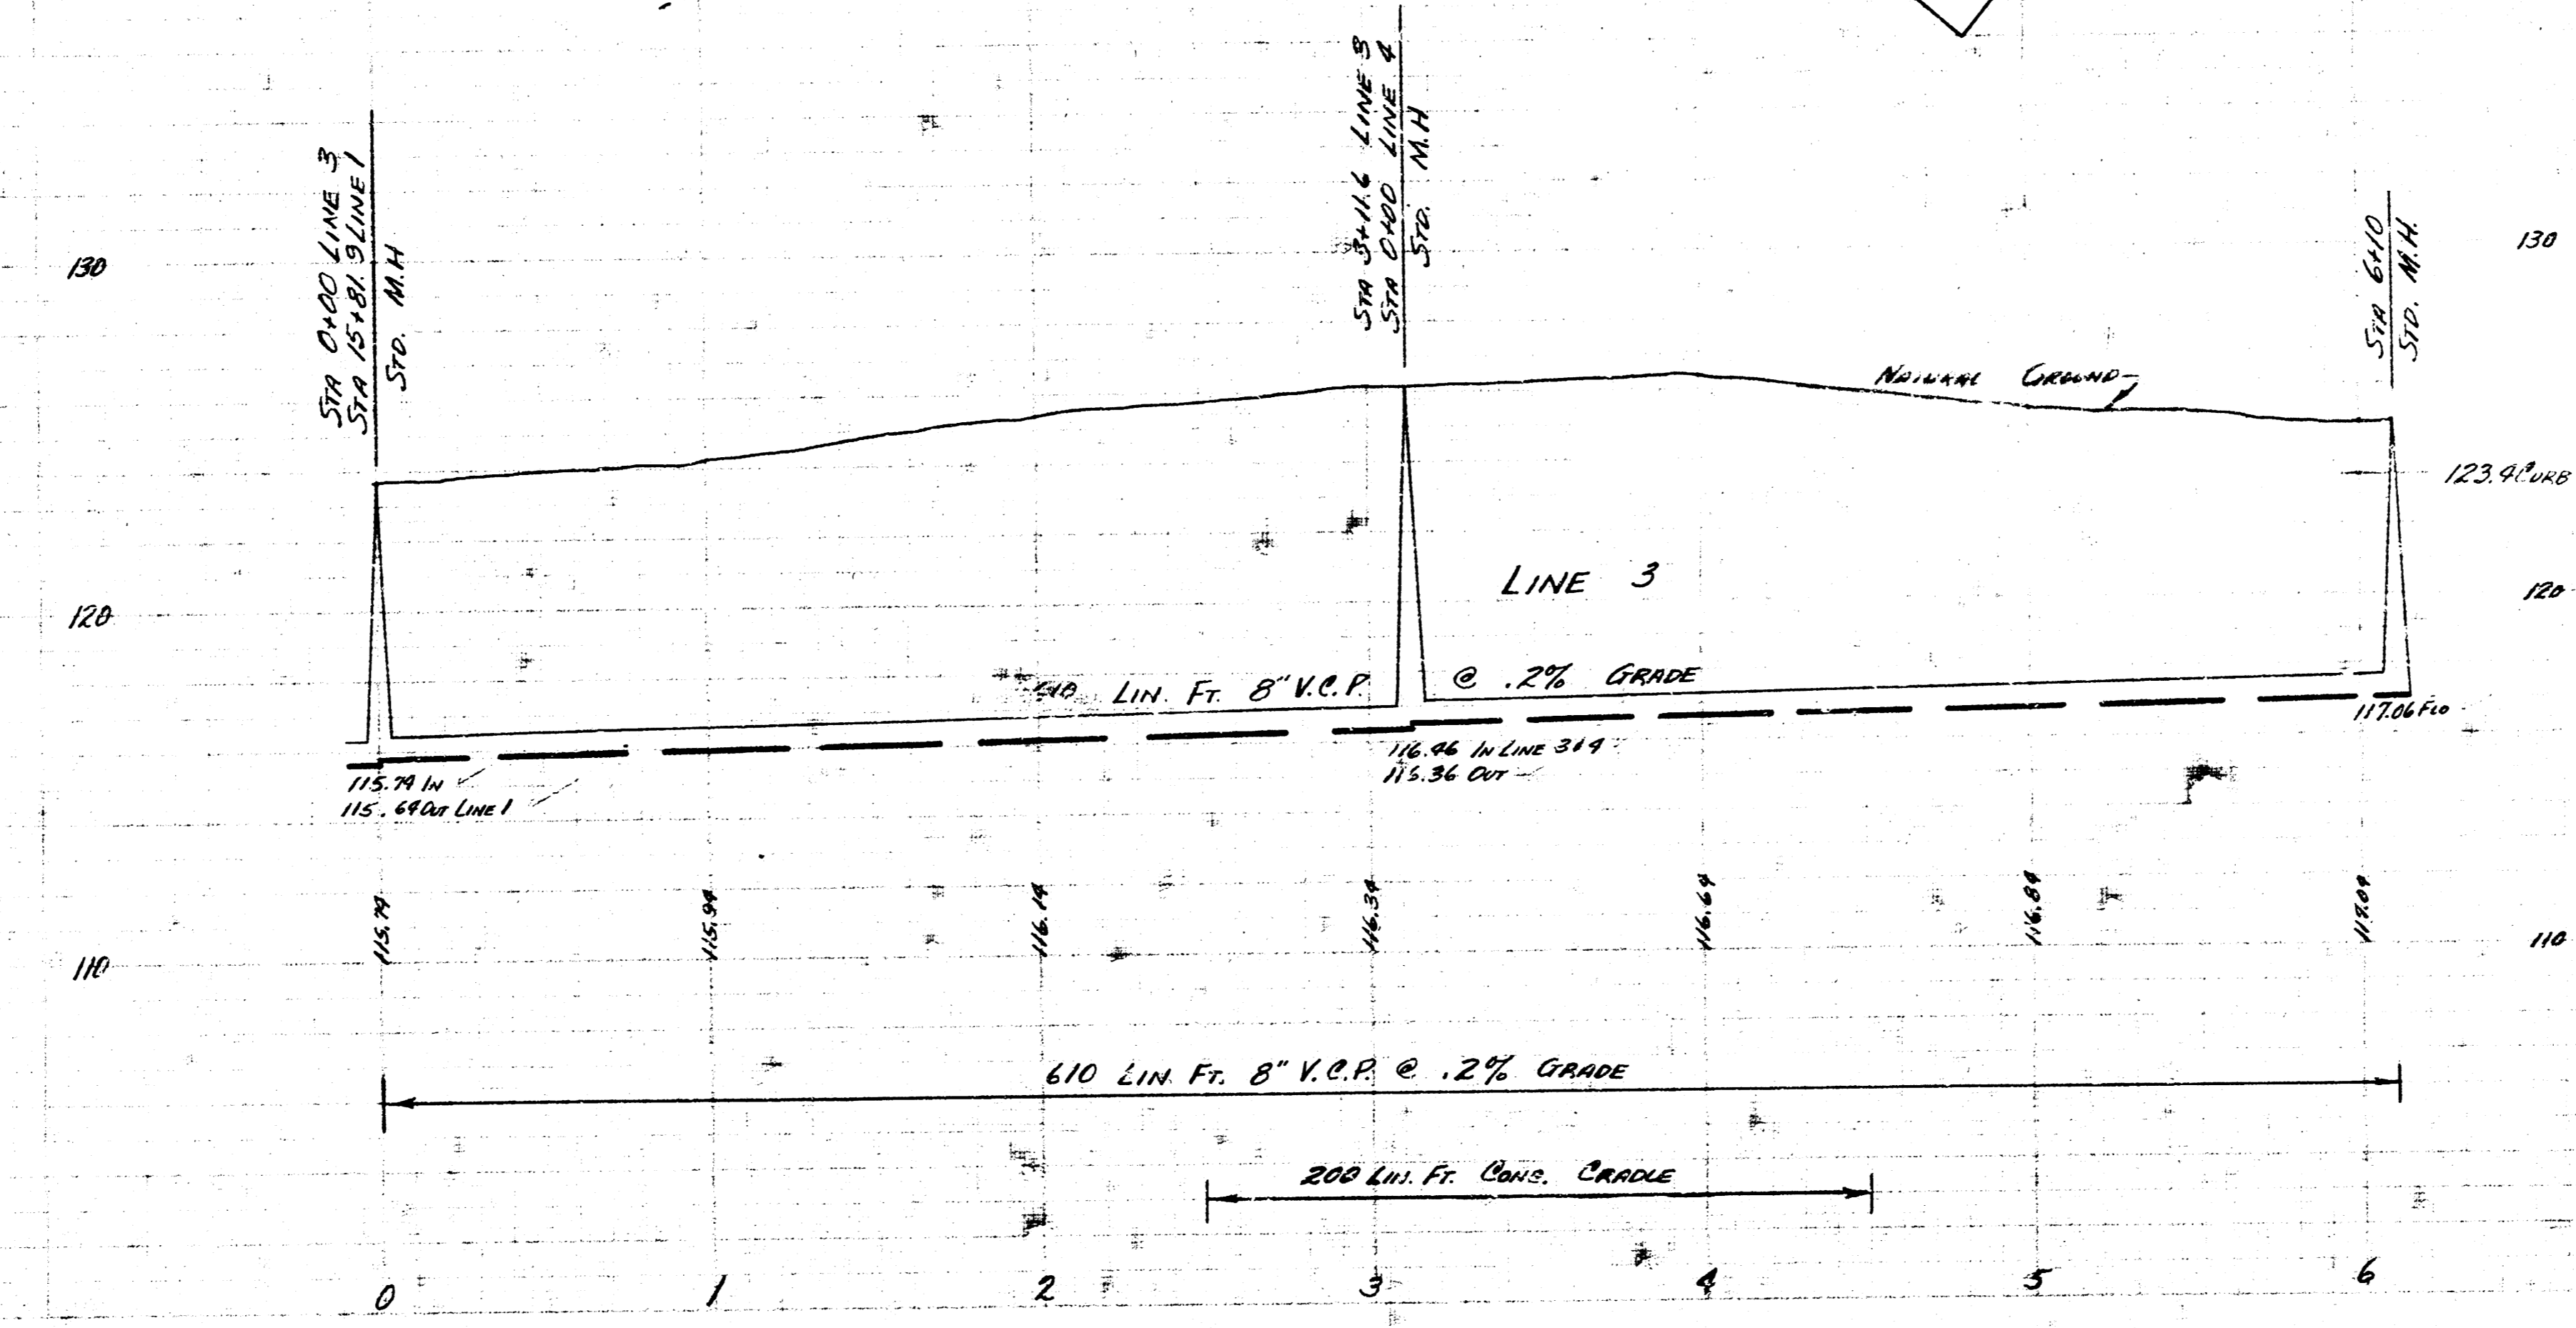 STA 0+00 LINE 3
STA 15+81.9 LINE 1
STD. M.H
STA 3+11.6 LINE 3
STA 0+00 LINE 4
STD. M.H
STA 6+10
STD. M.H.
130
130
NATURAL GROUND
123.4 CURB
LINE 3
120
120
610 LIN. FT. 8" V.C.P. @ .2% GRADE
117.06 FLO
115.74 IN
115.64 OUT LINE 1
116.46 IN LINE 3&4
116.36 OUT
115.74
115.94
116.14
116.34
116.64
116.84
117.04
110
110
610 LIN. FT. 8" V.C.P. @ .2% GRADE
200 LIN. FT. CONC. CRADLE
0 1 2 3 4 5 6